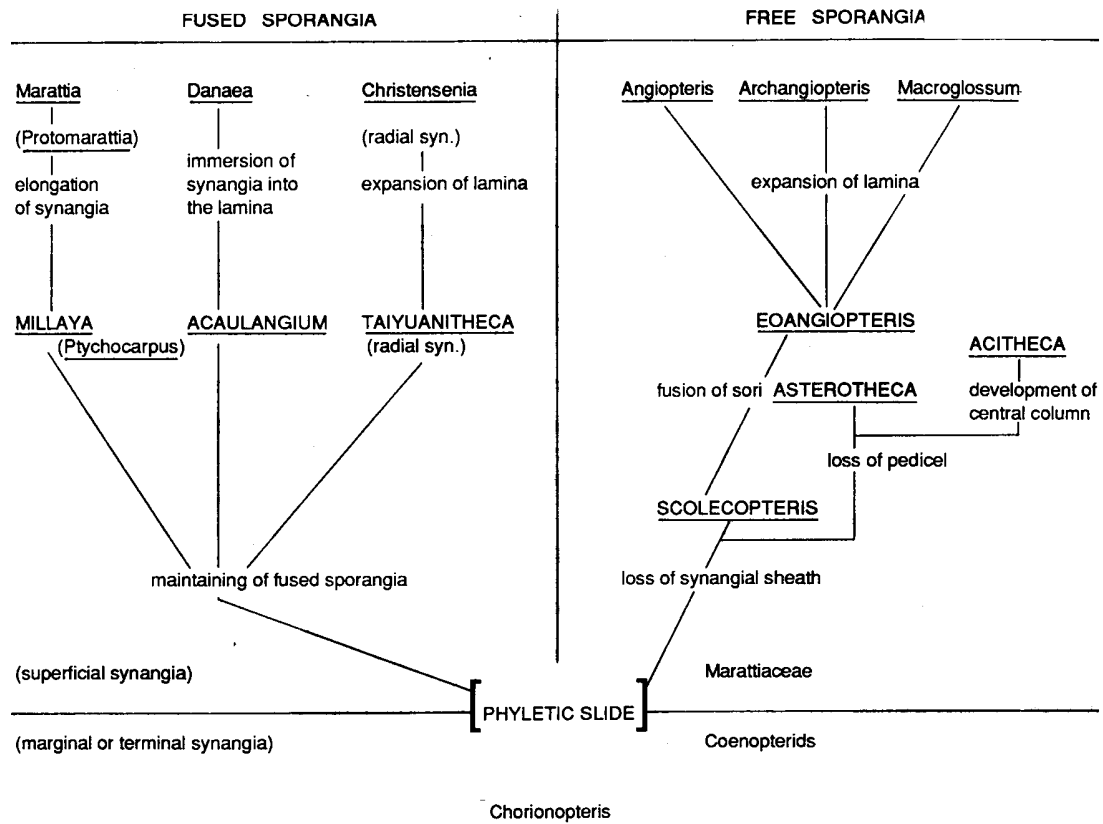 FUSED SPORANGIA
FREE SPORANGIA
Marattia
Danaea
Christensenia
Angiopteris
Archangiopteris
Macroglossum
(Protomarattia)
(radial syn.)
immersion of
synangia into
the lamina
elongation
of synangia
expansion of lamina
expansion of lamina
MILLAYA
(Ptychocarpus)
ACAULANGIUM
TAIYUANITHECA
(radial syn.)
EOANGIOPTERIS
ACITHECA
fusion of sori
ASTEROTHECA
development of
central column
loss of pedicel
SCOLECOPTERIS
maintaining of fused sporangia
loss of synangial sheath
(superficial synangia)
Marattiaceae
[PHYLETIC SLIDE]
(marginal or terminal synangia)
Coenopterids
Chorionopteris